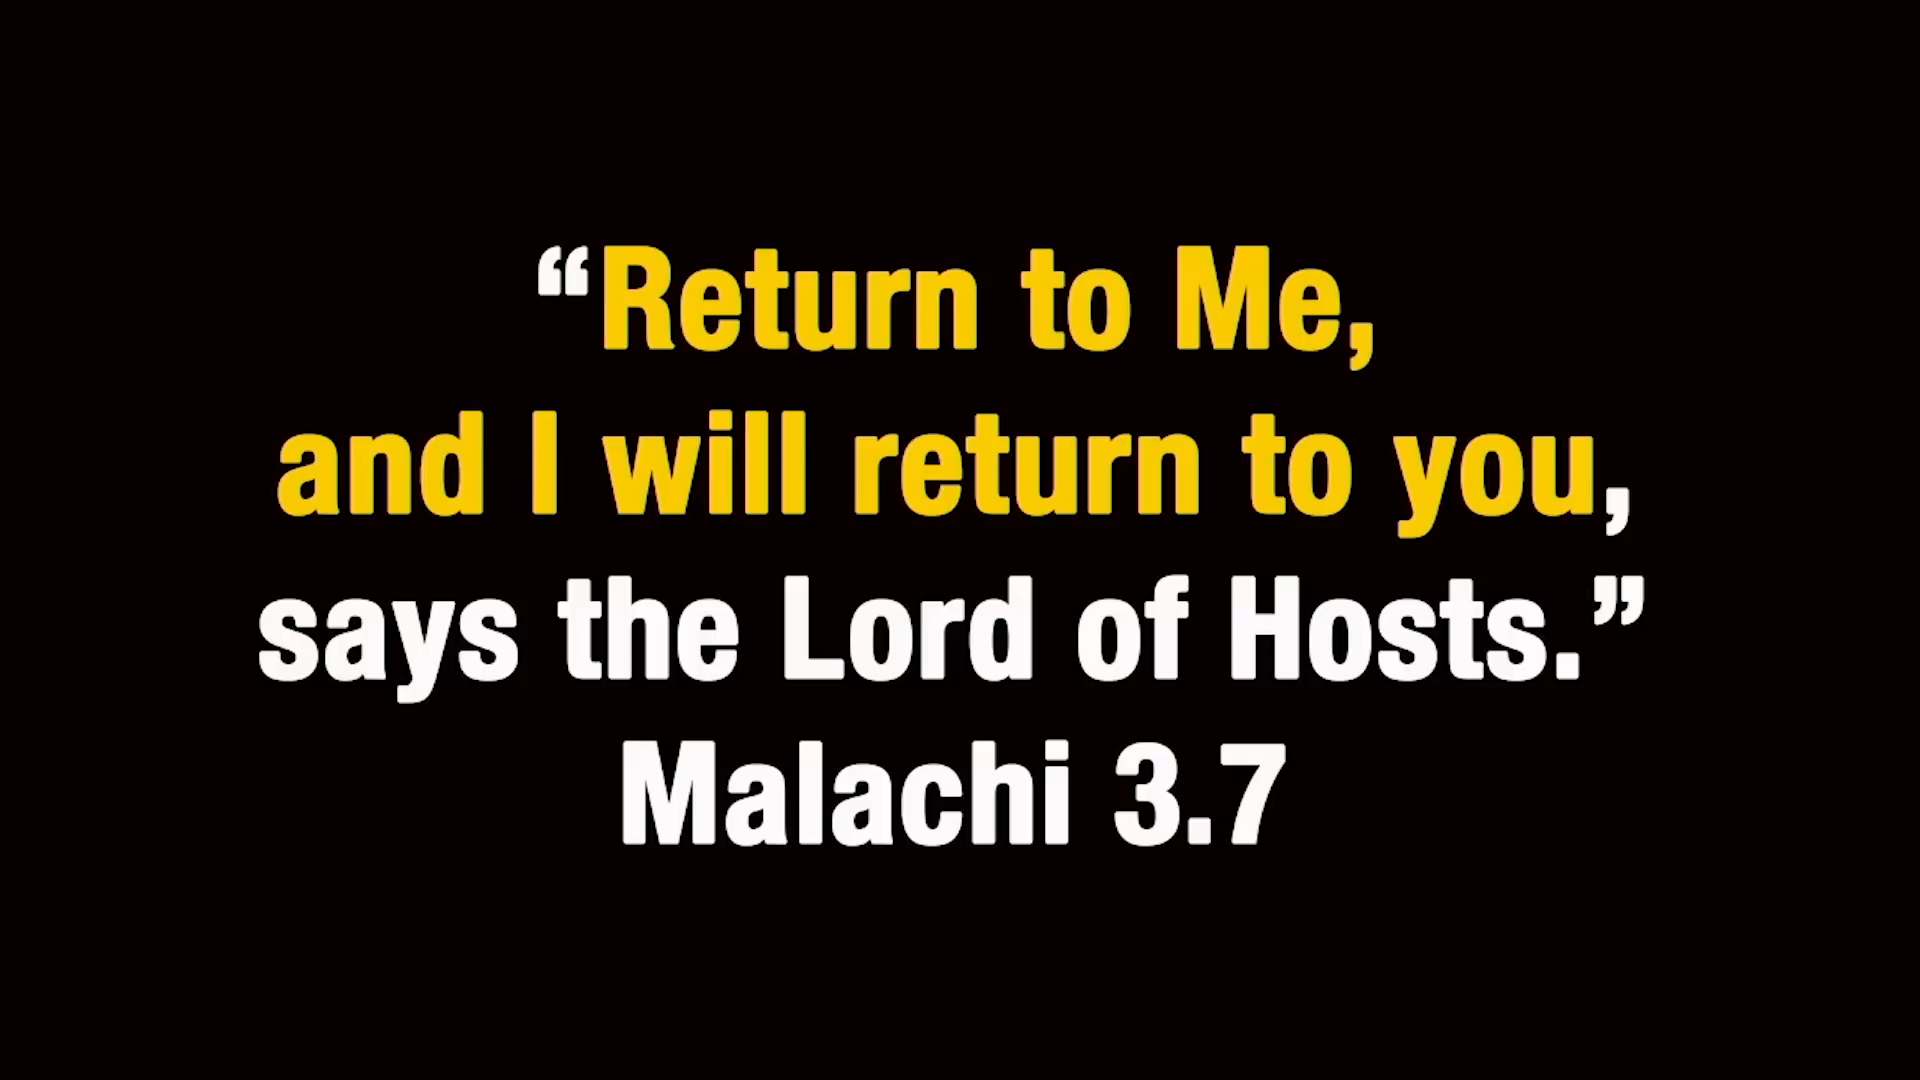 “Return to Me,
and I will return to you,
says the Lord of Hosts.”
Malachi 3.7